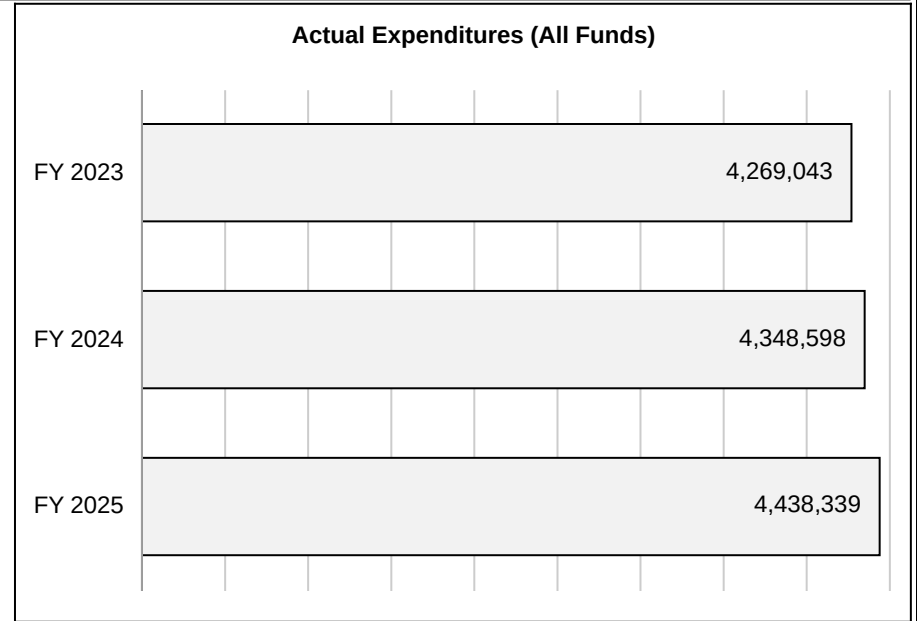 Actual Expenditures (All Funds)
FY 2023 4,269,043
FY 2024 4,348,598
FY 2025 4,438,339